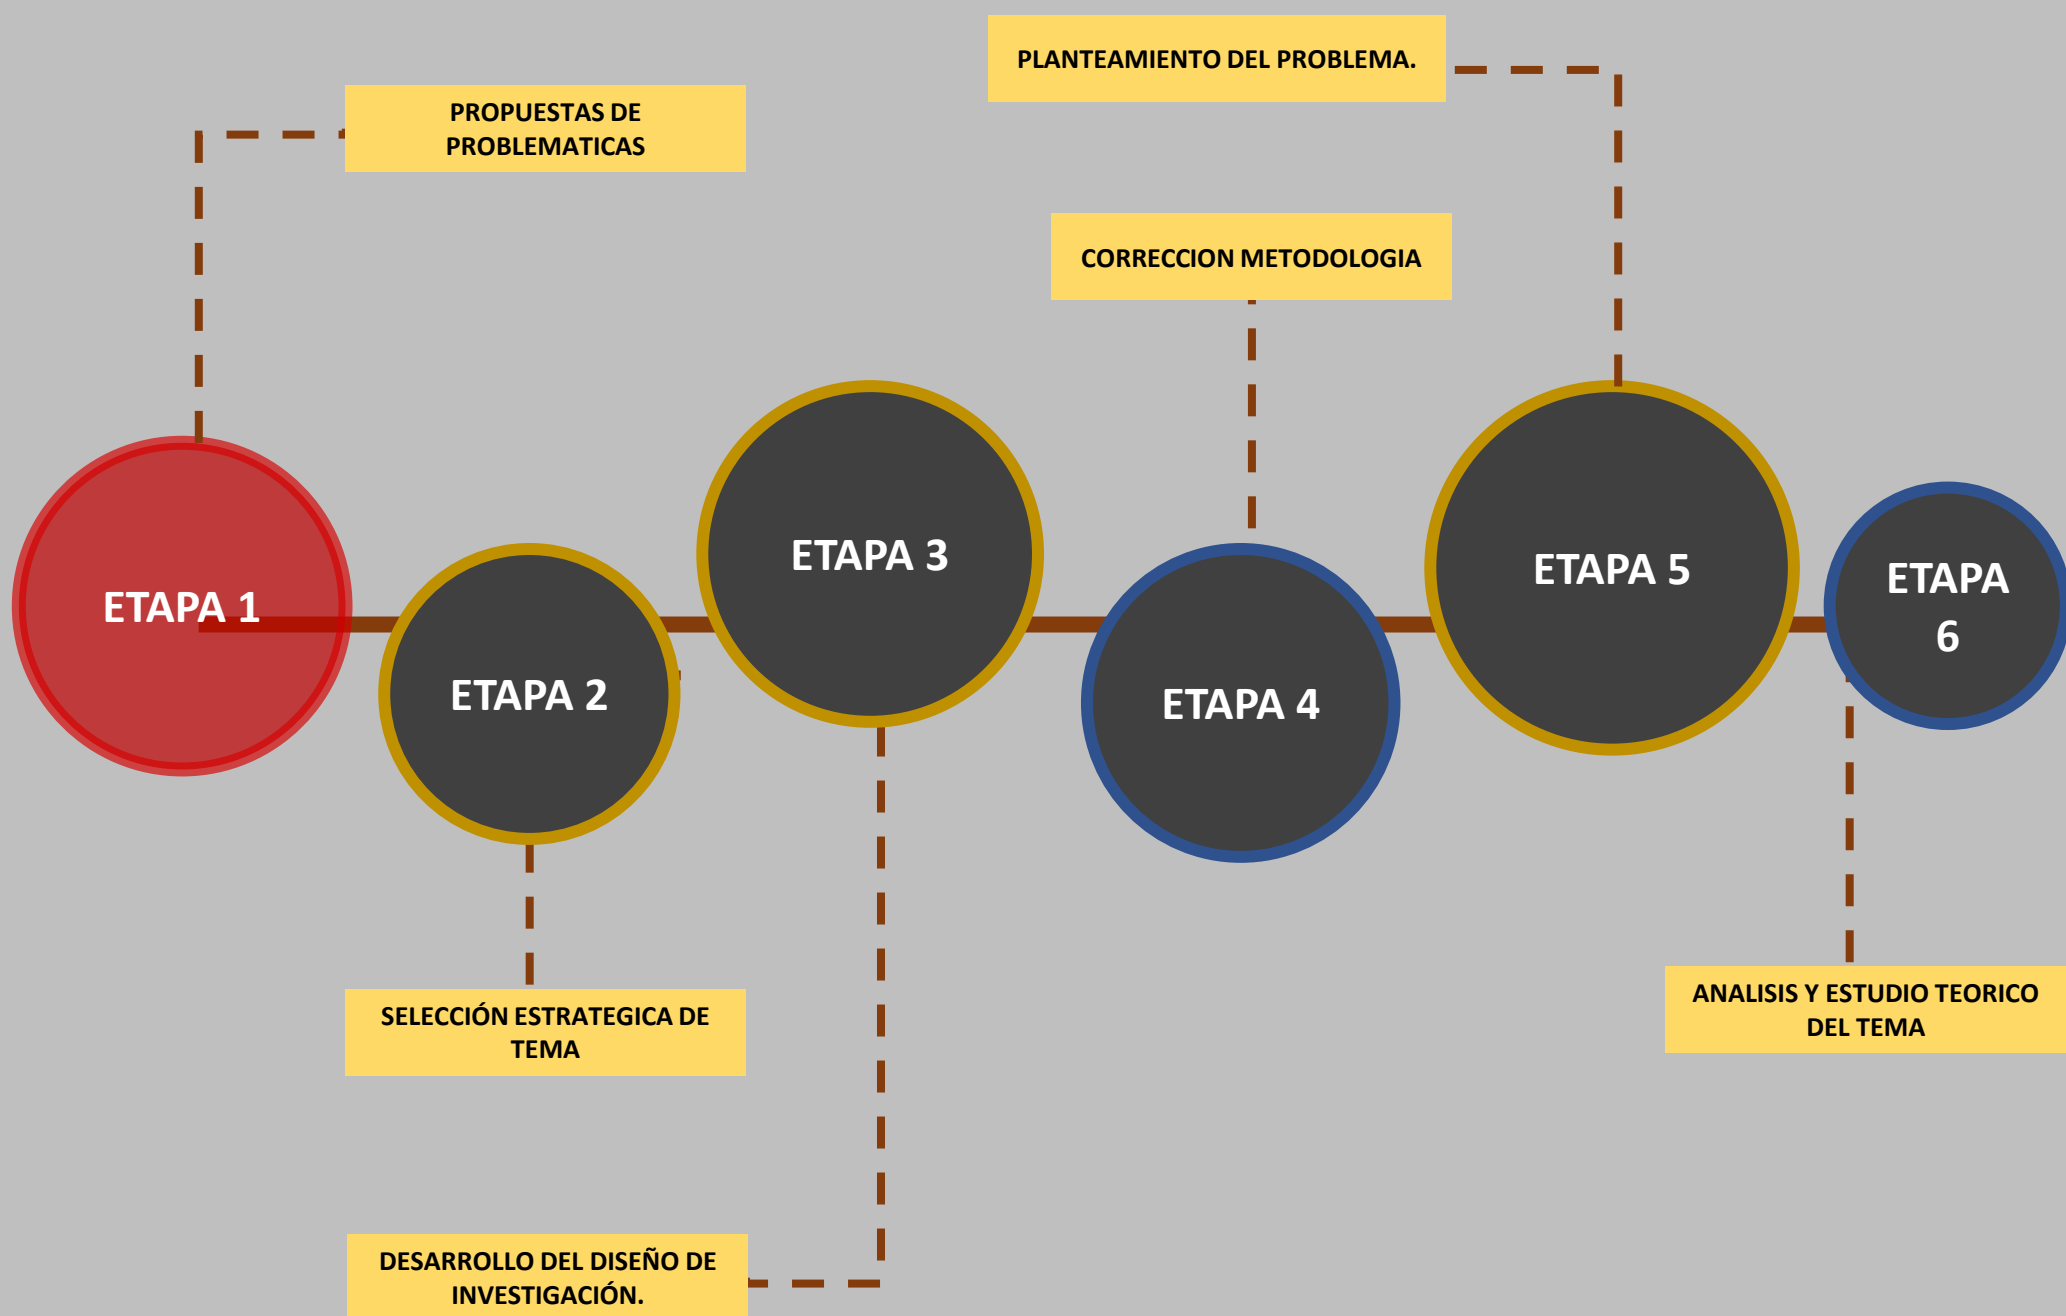 PLANTEAMIENTO DEL PROBLEMA.
PROPUESTAS DE
PROBLEMATICAS
CORRECCION METODOLOGIA
ETAPA 1
ETAPA 2
ETAPA 3
ETAPA 4
ETAPA 5
ETAPA
6
SELECCIÓN ESTRATEGICA DE
TEMA
ANALISIS Y ESTUDIO TEORICO
DEL TEMA
DESARROLLO DEL DISEÑO DE
INVESTIGACIÓN.